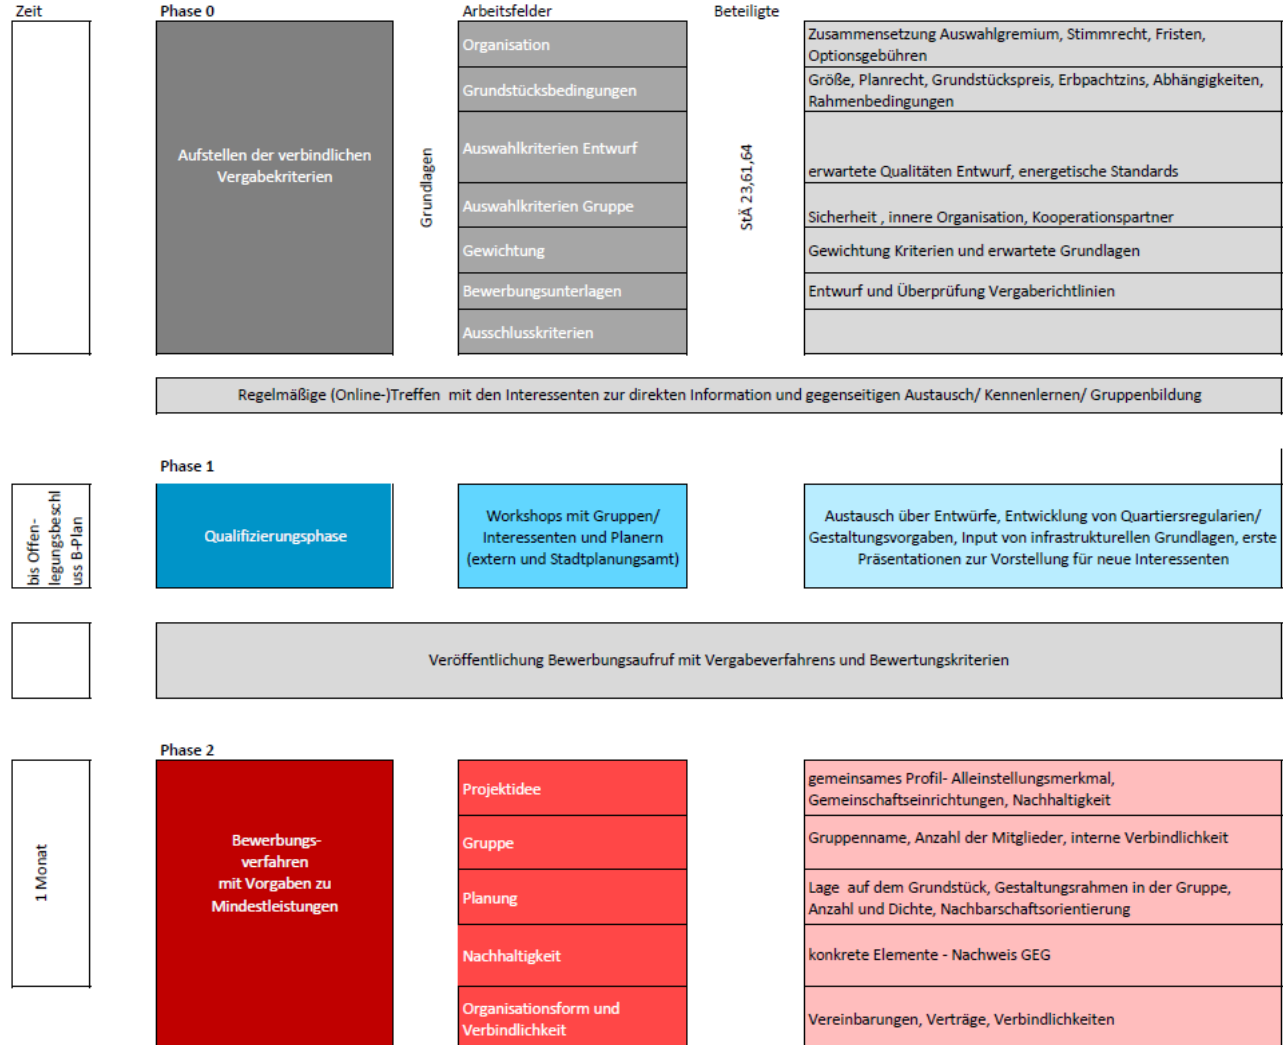 Zeit
Phase 0
Arbeitsfelder
Beteiligte
Aufstellen der verbindlichen
Vergabekriterien
Grundlagen
Organisation
StÄ 23,61,64
Zusammensetzung Auswahlgremium, Stimmrecht, Fristen,
Optionsgebühren
Grundstücksbedingungen
Größe, Planrecht, Grundstückspreis, Erbpachtzins, Abhängigkeiten,
Rahmenbedingungen
Auswahlkriterien Entwurf
erwartete Qualitäten Entwurf, energetische Standards
Auswahlkriterien Gruppe
Sicherheit , innere Organisation, Kooperationspartner
Gewichtung
Gewichtung Kriterien und erwartete Grundlagen
Bewerbungsunterlagen
Entwurf und Überprüfung Vergaberichtlinien
Ausschlusskriterien
Regelmäßige (Online-)Treffen mit den Interessenten zur direkten Information und gegenseitigen Austausch/ Kennenlernen/ Gruppenbildung
Phase 1
bis Offen-
legungsbeschl
uss B-Plan
Qualifizierungsphase
Workshops mit Gruppen/
Interessenten und Planern
(extern und Stadtplanungsamt)
Austausch über Entwürfe, Entwicklung von Quartiersregularien/
Gestaltungsvorgaben, Input von infrastrukturellen Grundlagen, erste
Präsentationen zur Vorstellung für neue Interessenten
Veröffentlichung Bewerbungsaufruf mit Vergabeverfahrens und Bewertungskriterien
Phase 2
1 Monat
Bewerbungs-
verfahren
mit Vorgaben zu
Mindestleistungen
Projektidee
gemeinsames Profil- Alleinstellungsmerkmal,
Gemeinschaftseinrichtungen, Nachhaltigkeit
Gruppe
Gruppenname, Anzahl der Mitglieder, interne Verbindlichkeit
Planung
Lage auf dem Grundstück, Gestaltungsrahmen in der Gruppe,
Anzahl und Dichte, Nachbarschaftsorientierung
Nachhaltigkeit
konkrete Elemente - Nachweis GEG
Organisationsform und
Verbindlichkeit
Vereinbarungen, Verträge, Verbindlichkeiten